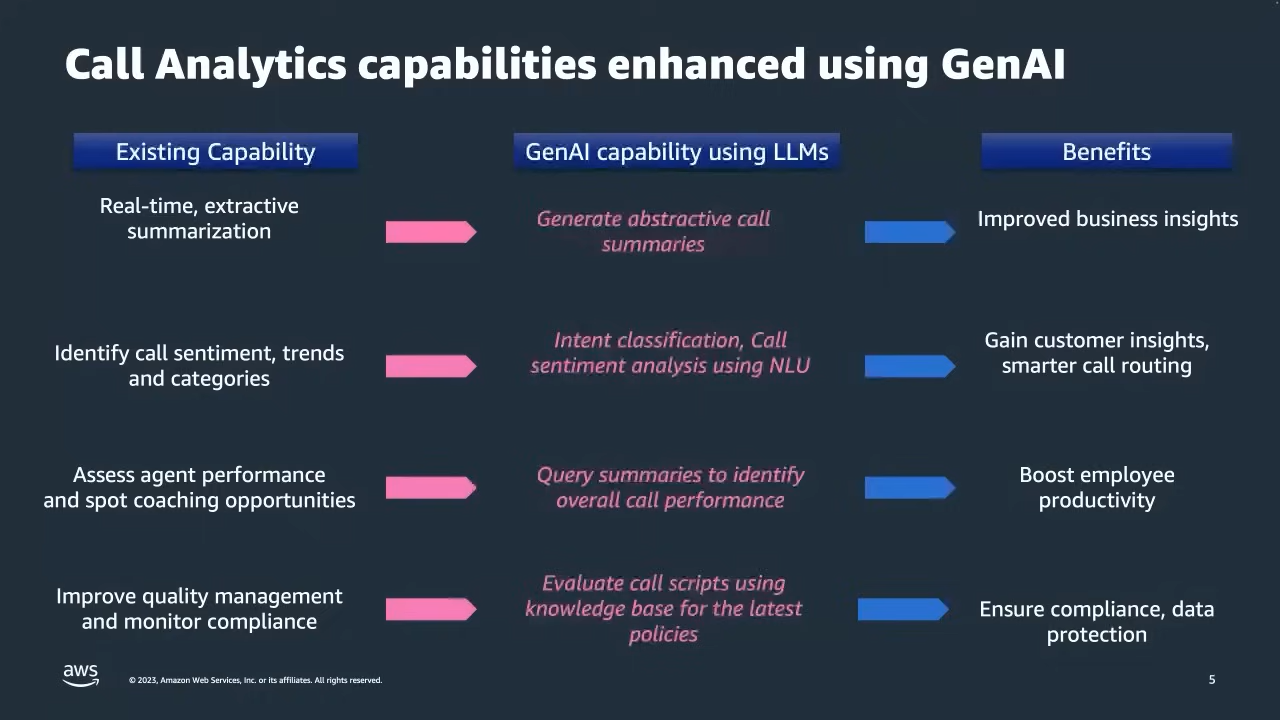 Call Analytics capabilities enhanced using GenAI
Existing Capability
GenAI capability using LLMs
Benefits
Real-time, extractive
summarization
Generate abstractive call
summaries
Improved business insights
Identify call sentiment, trends
and categories
Intent classification, Call
sentiment analysis using NLU
Gain customer insights,
smarter call routing
Assess agent performance
and spot coaching opportunities
Query summaries to identify
overall call performance
Boost employee
productivity
Improve quality management
and monitor compliance
Evaluate call scripts using
knowledge base for the latest
policies
Ensure compliance, data
protection
aws
© 2023, Amazon Web Services, Inc. or its affiliates. All rights reserved.
5